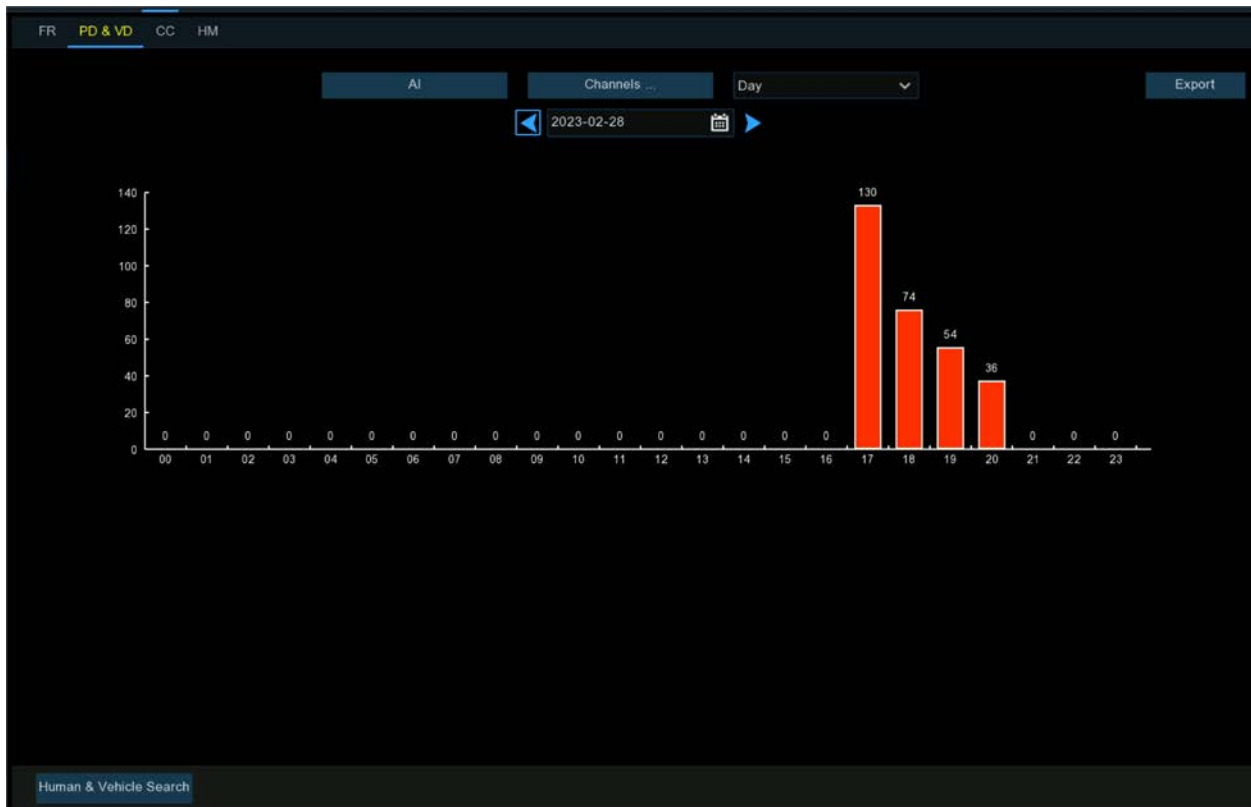 FR PD & VD CC HM
AI Channels ... Day Export
2023-02-28
140 130
120
100
80 74
60 54
40 36
20
0 0 0 0 0 0 0 0 0 0 0 0 0 0 0 0 0 0 0 0
0
00 01 02 03 04 05 06 07 08 09 10 11 12 13 14 15 16 17 18 19 20 21 22 23
Human & Vehicle Search